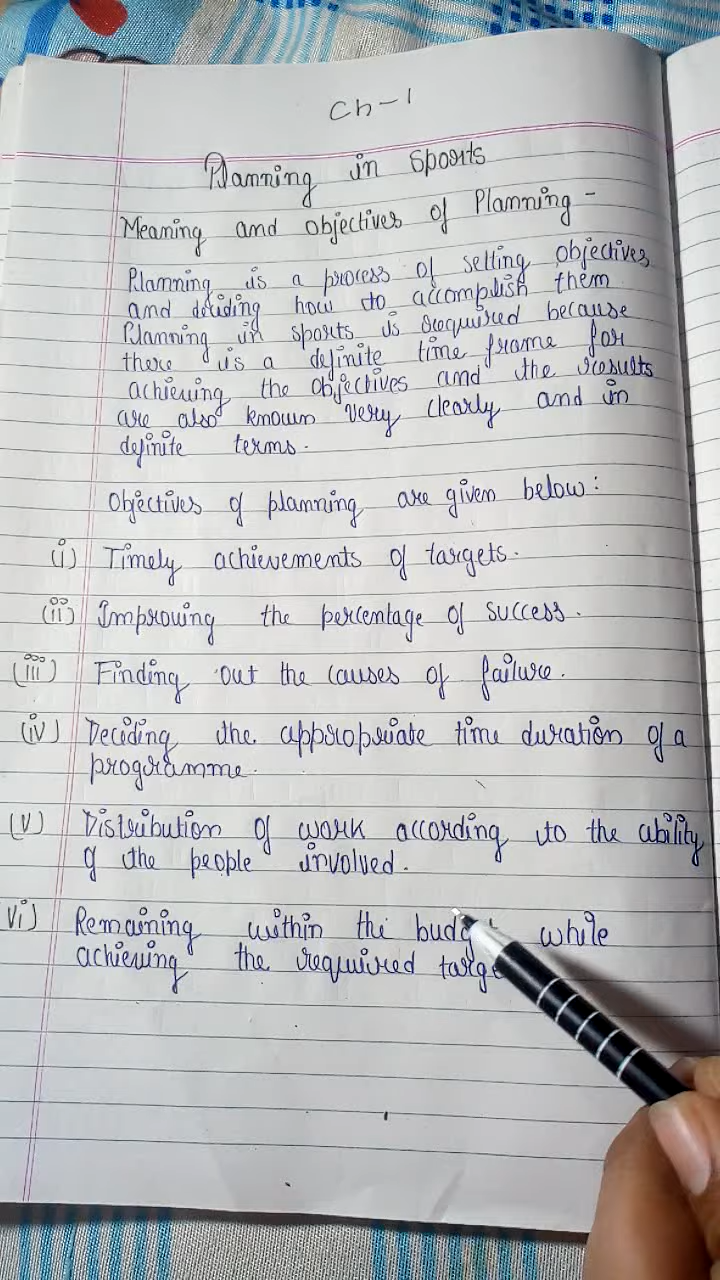 Ch-1
Planning in Sports
Meaning and objectives of Planning -
Planning is a process of setting objectives
and deciding how to accomplish them
Planning in sports is required because
there is a definite time frame for
achieving the objectives and the results
are also known very clearly and in
definite terms.
Objectives of planning are given below:
(i) Timely achievements of targets.
(ii) Improving the percentage of success.
(iii) Finding out the causes of failure.
(iv) Deciding the appropriate time duration of a
programme.
(v) Distribution of work according to the ability
of the people involved.
vi) Remaining within the while
achieving the required